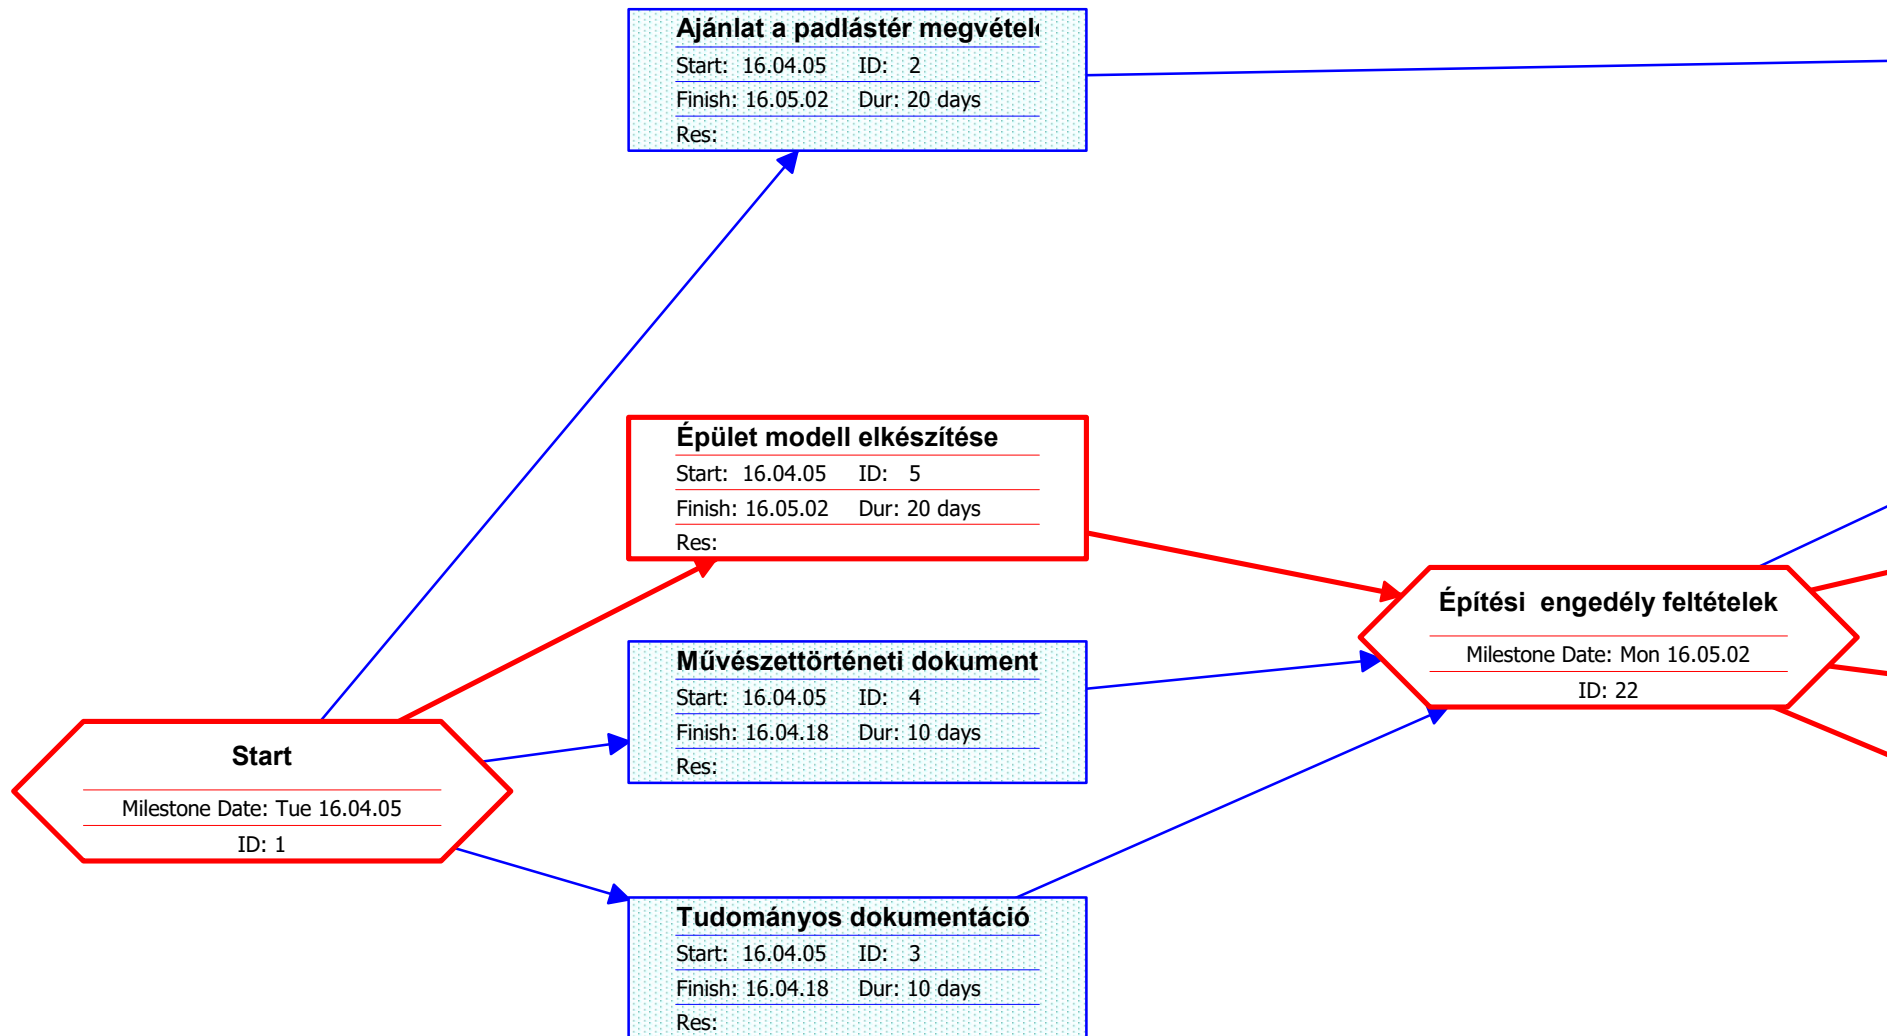 Ajánlat a padlástér
Start: 16.04.05 ID: 2
Finish: 16.05.02 Dur: 20 days
Res:
Épület modell elkészítése
Start: 16.04.05 ID: 5
Finish: 16.05.02 Dur: 20 days
Res:
Építési engedély feltételek
Milestone Date: Mon 16.05.02
ID: 22
Művészettörténeti dokument
Start: 16.04.05 ID: 4
Finish: 16.04.18 Dur: 10 days
Res:
Start
Milestone Date: Tue 16.04.05
ID: 1
Tudományos dokumentáció
Start: 16.04.05 ID: 3
Finish: 16.04.18 Dur: 10 days
Res: